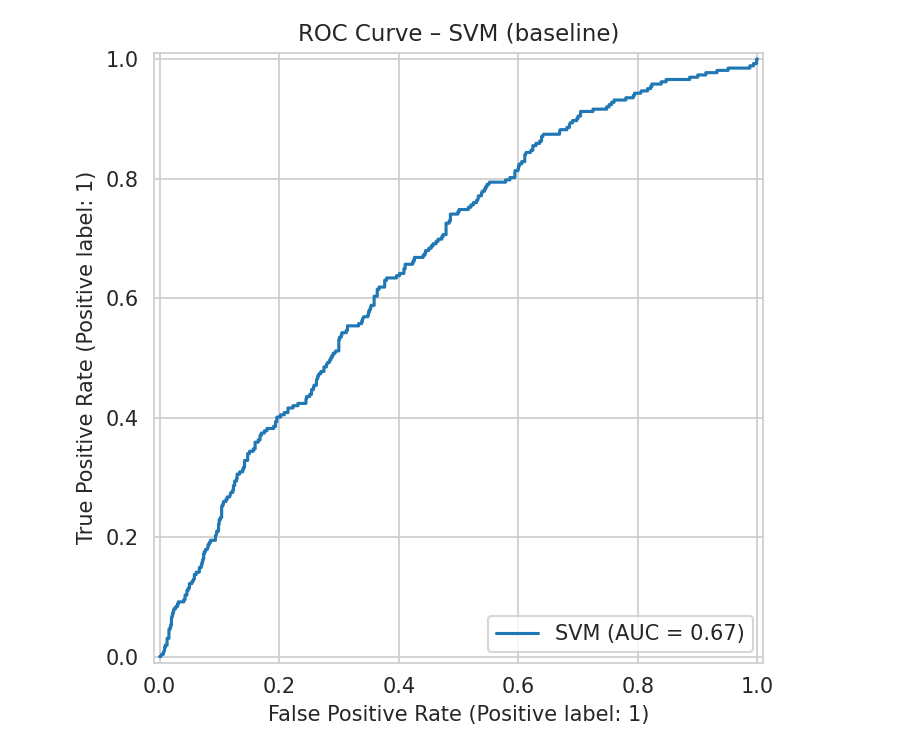 ROC Curve – SVM (baseline)
True Positive Rate (Positive label: 1)
1.0
0.8
0.6
0.4
0.2
0.0
0.0 0.2 0.4 0.6 0.8 1.0
False Positive Rate (Positive label: 1)
SVM (AUC = 0.67)